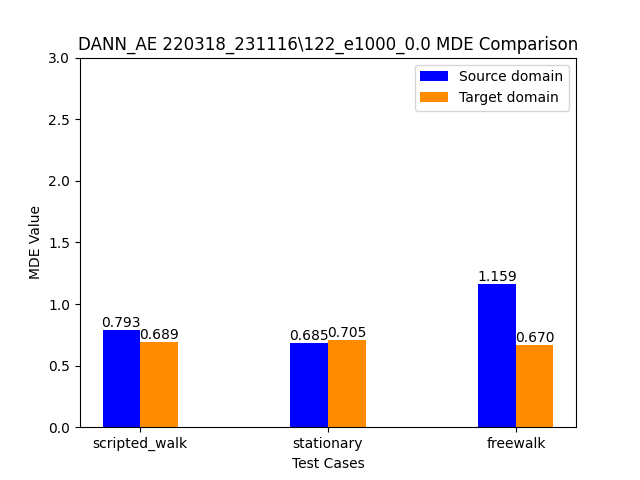 DANN_AE 220318_231116\122_e1000_0.0 MDE Comparison
Source domain
Target domain
MDE Value
3.0
2.5
2.0
1.5
1.0
0.5
0.0
0.793
0.689
0.685
0.705
1.159
0.670
scripted_walk
stationary
freewalk
Test Cases